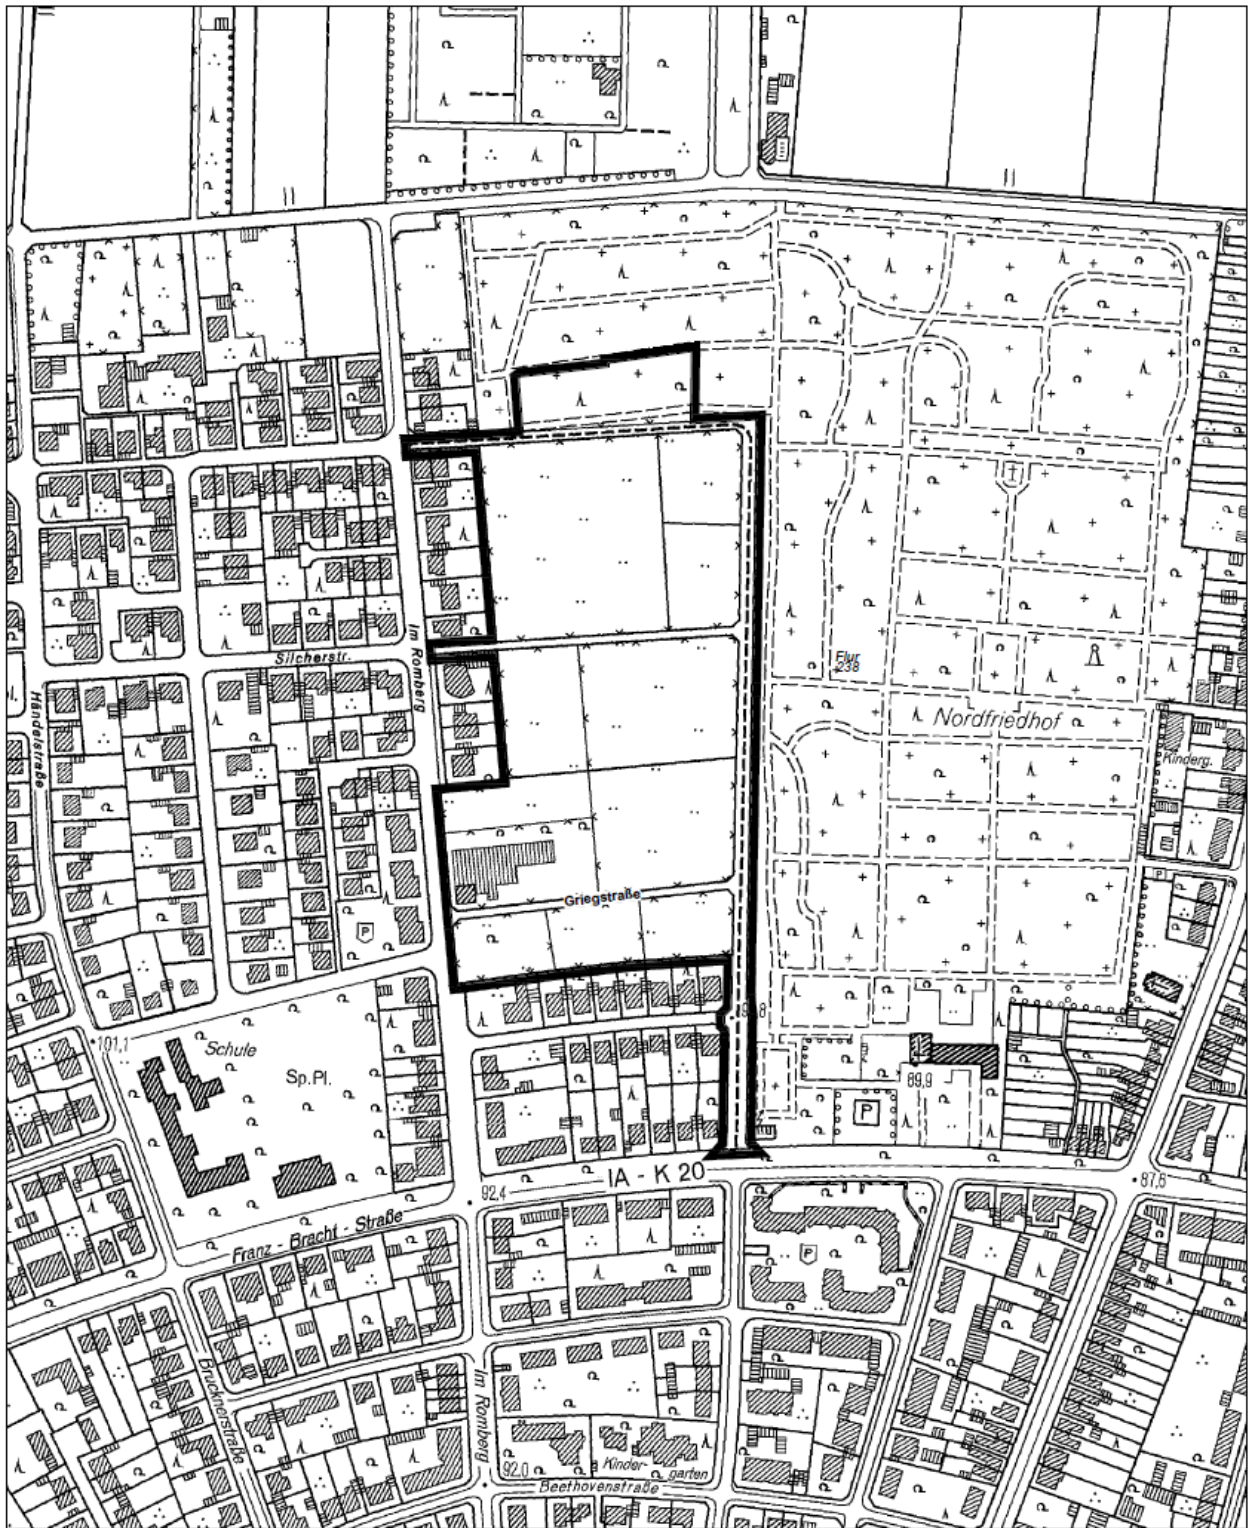 Silcherstr.
Im Romberg
Händelstraße
Flur
238
Nordfriedhof
Kinderg.
P
Griegstraße
P
101,1
Schule
Sp.Pl.
89,9
P
IA - K 20
92,4
87,6
Franz - Bracht - Straße
P
Brucknerstraße
Im Romberg
92,0
Kinder-
garten
Beethovenstraße